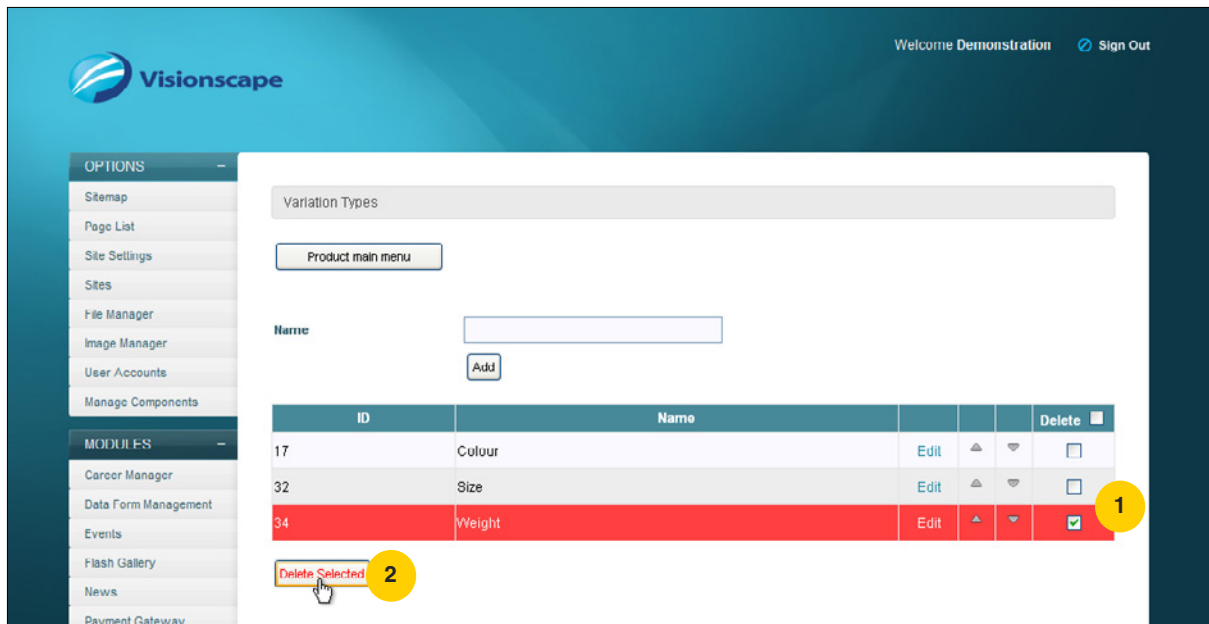 Welcome Demonstration Sign Out
Visionscape
OPTIONS –
Sitemap
Page List
Site Settings
Sites
File Manager
Image Manager
User Accounts
Manage Components
MODULES –
Career Manager
Data Form Management
Events
Flash Gallery
News
Payment Gateway
Variation Types
Product main menu
Name
Add
ID Name Delete
17 Colour Edit
32 Size Edit
34 Weight Edit
1
Delete Selected 2